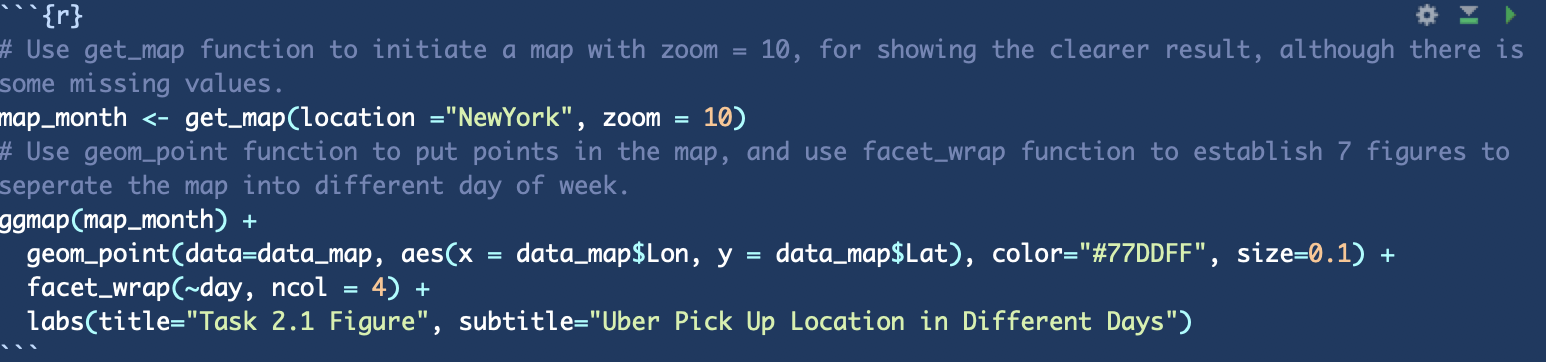 ```{r}
# Use get_map function to initiate a map with zoom = 10, for showing the clearer result, although there is
some missing values.
map_month <- get_map(location ="NewYork", zoom = 10)
# Use geom_point function to put points in the map, and use facet_wrap function to establish 7 figures to
seperate the map into different day of week.
ggmap(map_month) +
  geom_point(data=data_map, aes(x = data_map$Lon, y = data_map$Lat), color="#77DDFF", size=0.1) +
  facet_wrap(~day, ncol = 4) +
  labs(title="Task 2.1 Figure", subtitle="Uber Pick Up Location in Different Days")
```